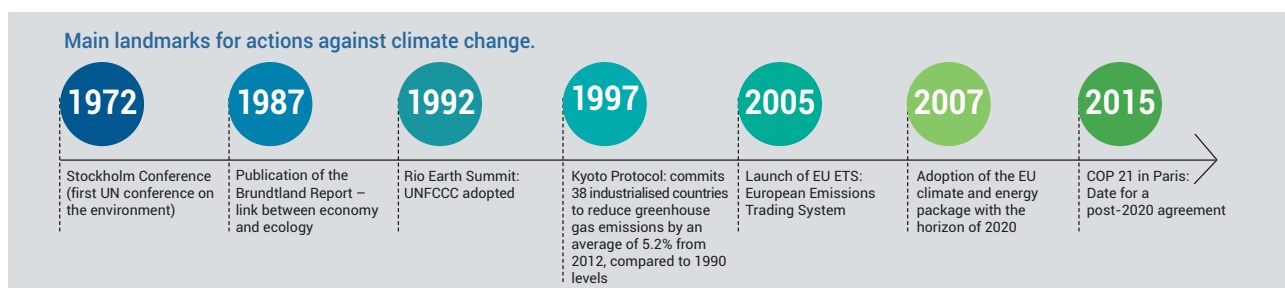 Main landmarks for actions against climate change.
1972
1987
1992
1997
2005
2007
2015
Stockholm Conference
(first UN conference on
the environment)
Publication of the
Brundtland Report –
link between economy
and ecology
Rio Earth Summit:
UNFCCC adopted
Kyoto Protocol: commits
38 industrialised countries
to reduce greenhouse
gas emissions by an
average of 5.2% from
2012, compared to 1990
levels
Launch of EU ETS:
European Emissions
Trading System
Adoption of the EU
climate and energy
package with the
horizon of 2020
COP 21 in Paris:
Date for a
post-2020 agreement